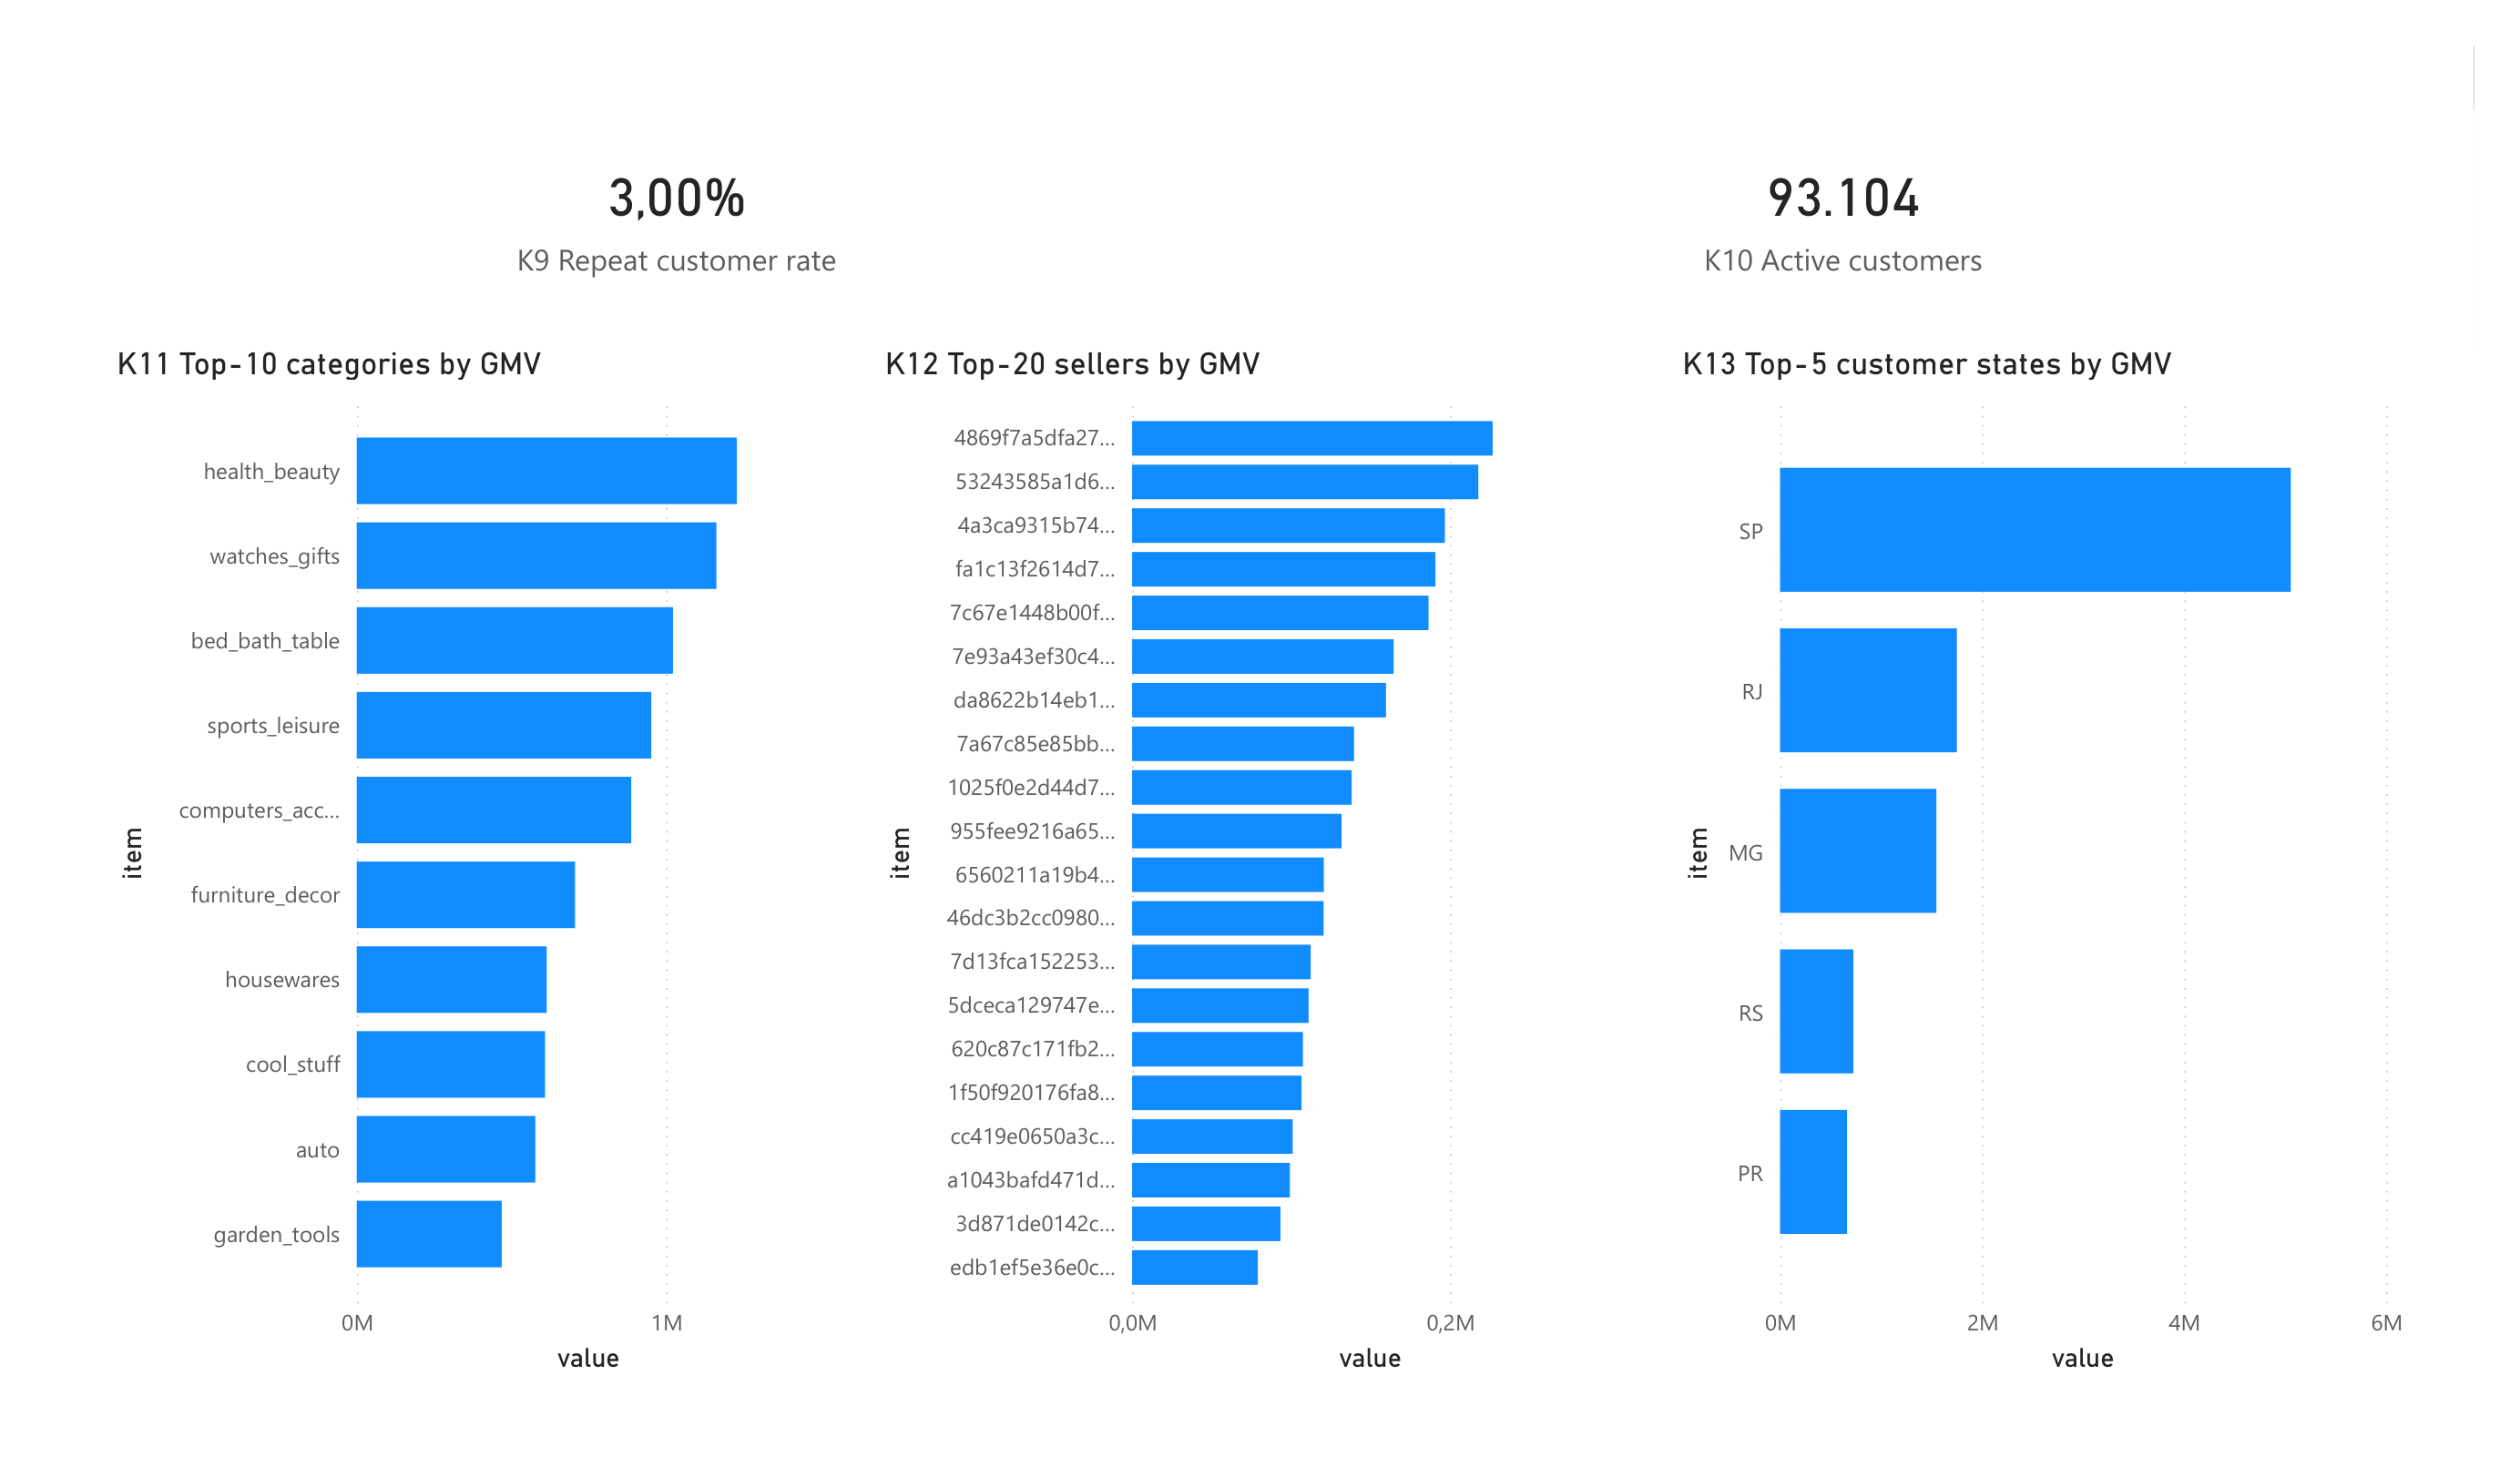 3,00%
K9 Repeat customer rate
93.104
K10 Active customers
K11 Top-10 categories by GMV
item
health_beauty
watches_gifts
bed_bath_table
sports_leisure
computers_acc...
furniture_decor
housewares
cool_stuff
auto
garden_tools
0M 1M
value
K12 Top-20 sellers by GMV
item
4869f7a5dfa27...
53243585a1d6...
4a3ca9315b74...
fa1c13f2614d7...
7c67e1448b00f...
7e93a43ef30c4...
da8622b14eb1...
7a67c85e85bb...
1025f0e2d44d7...
955fee9216a65...
6560211a19b4...
46dc3b2cc0980...
7d13fca152253...
5dceca129747e...
620c87c171fb2...
1f50f920176fa8...
cc419e0650a3c...
a1043bafd471d...
3d871de0142c...
edb1ef5e36e0c...
0,0M 0,2M
value
K13 Top-5 customer states by GMV
item
SP
RJ
MG
RS
PR
0M 2M 4M 6M
value